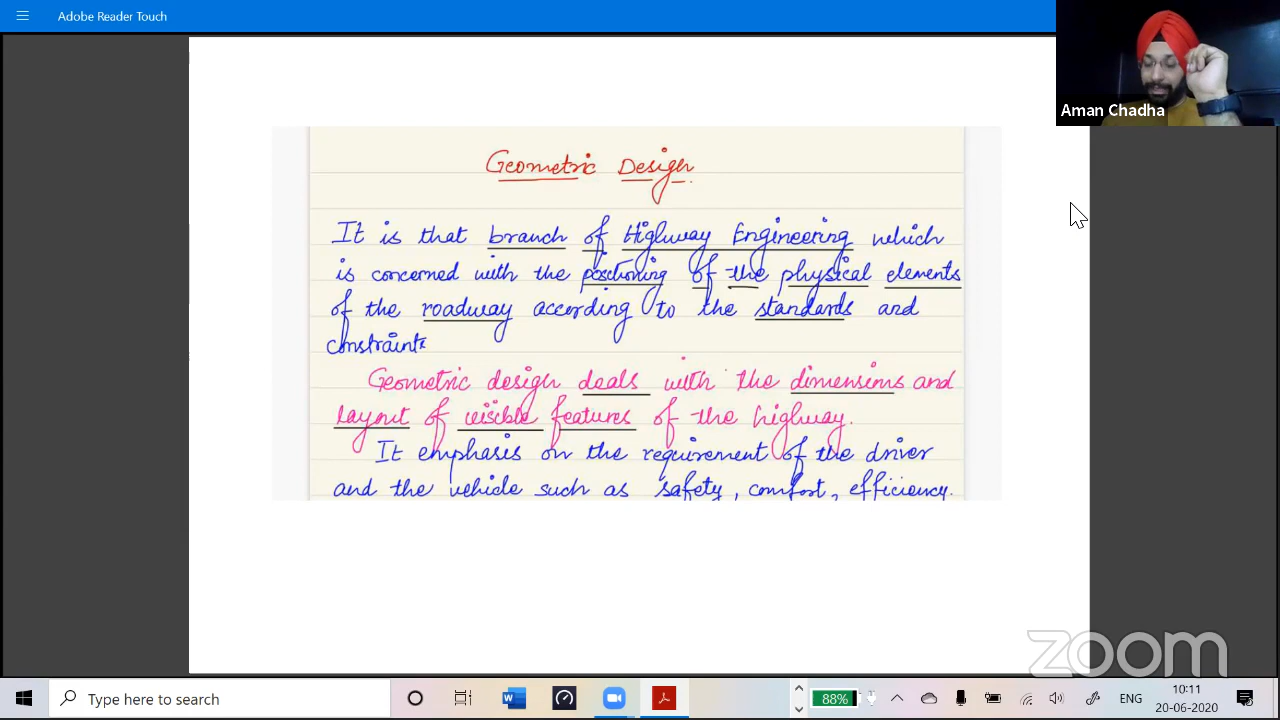 Adobe Reader Touch
Aman Chadha
Geometric Design
It is that branch of Highway Engineering which
is concerned with the positioning of the physical elements
of the roadway according to the standards and
constraints
Geometric design deals with the dimensions and
layout of visible features of the highway.
It emphasis on the requirement of the driver
and the vehicle such as safety, comfort, efficiency.
zoom
Type here to search
88%
ENG
10:11
20-06-2020